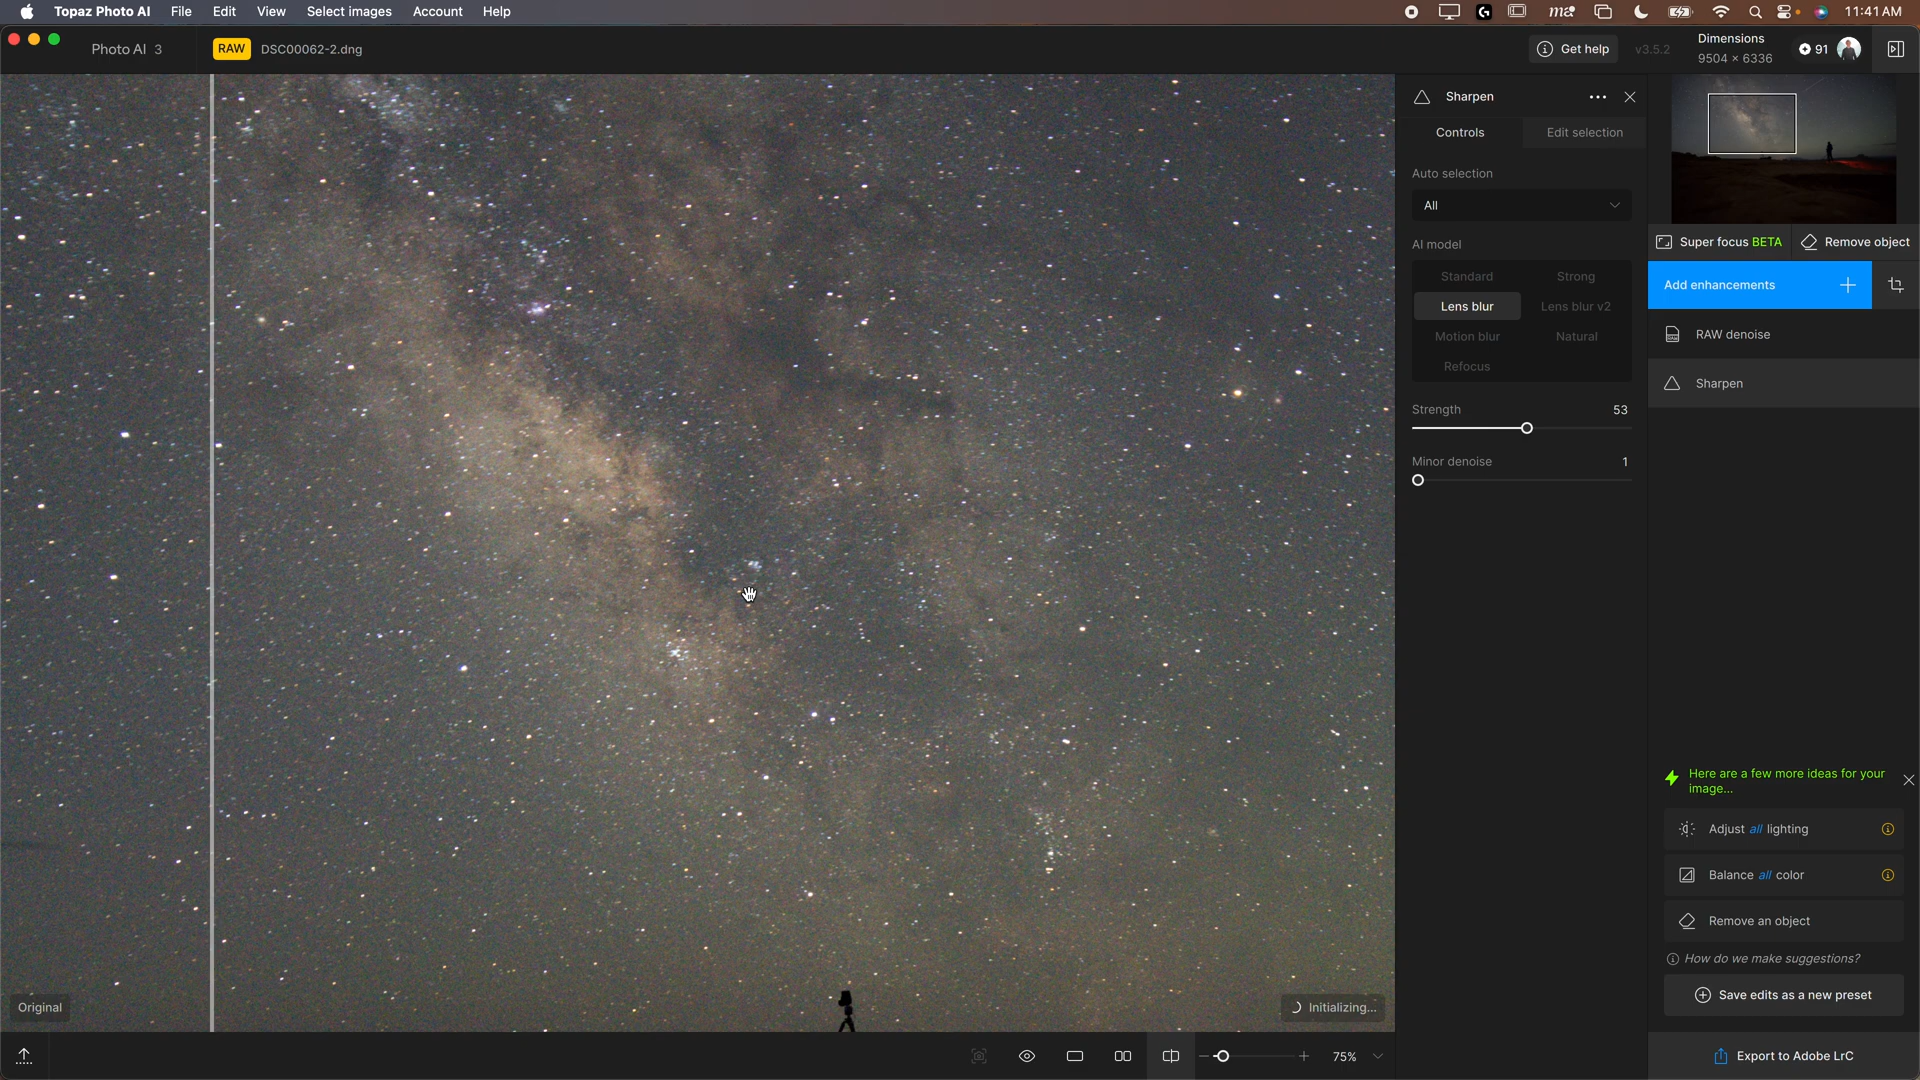 Topaz Photo AI File Edit View Select images Account Help 11:41 AM
Photo AI 3 RAW DSC00062-2.dng Get help v3.5.2 Dimensions 9504 × 6336 91
Sharpen
Controls Edit selection
Auto selection
All
AI model
Standard Strong
Lens blur Lens blur v2
Motion blur Natural
Refocus
Strength 53
Minor denoise 1
Super focus BETA Remove object
Add enhancements
RAW denoise
Sharpen
Here are a few more ideas for your
image...
Adjust all lighting
Balance all color
Remove an object
How do we make suggestions?
Save edits as a new preset
Original
Initializing...
75%
Export to Adobe LrC